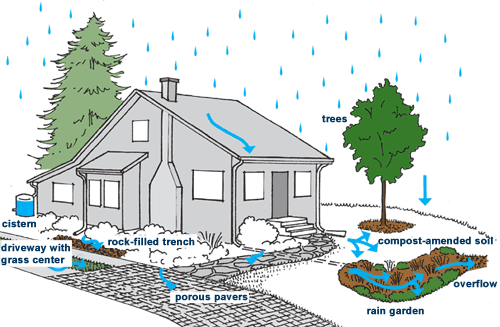 trees
cistern
rock-filled trench
compost-amended soil
driveway with
grass center
overflow
porous pavers
rain garden